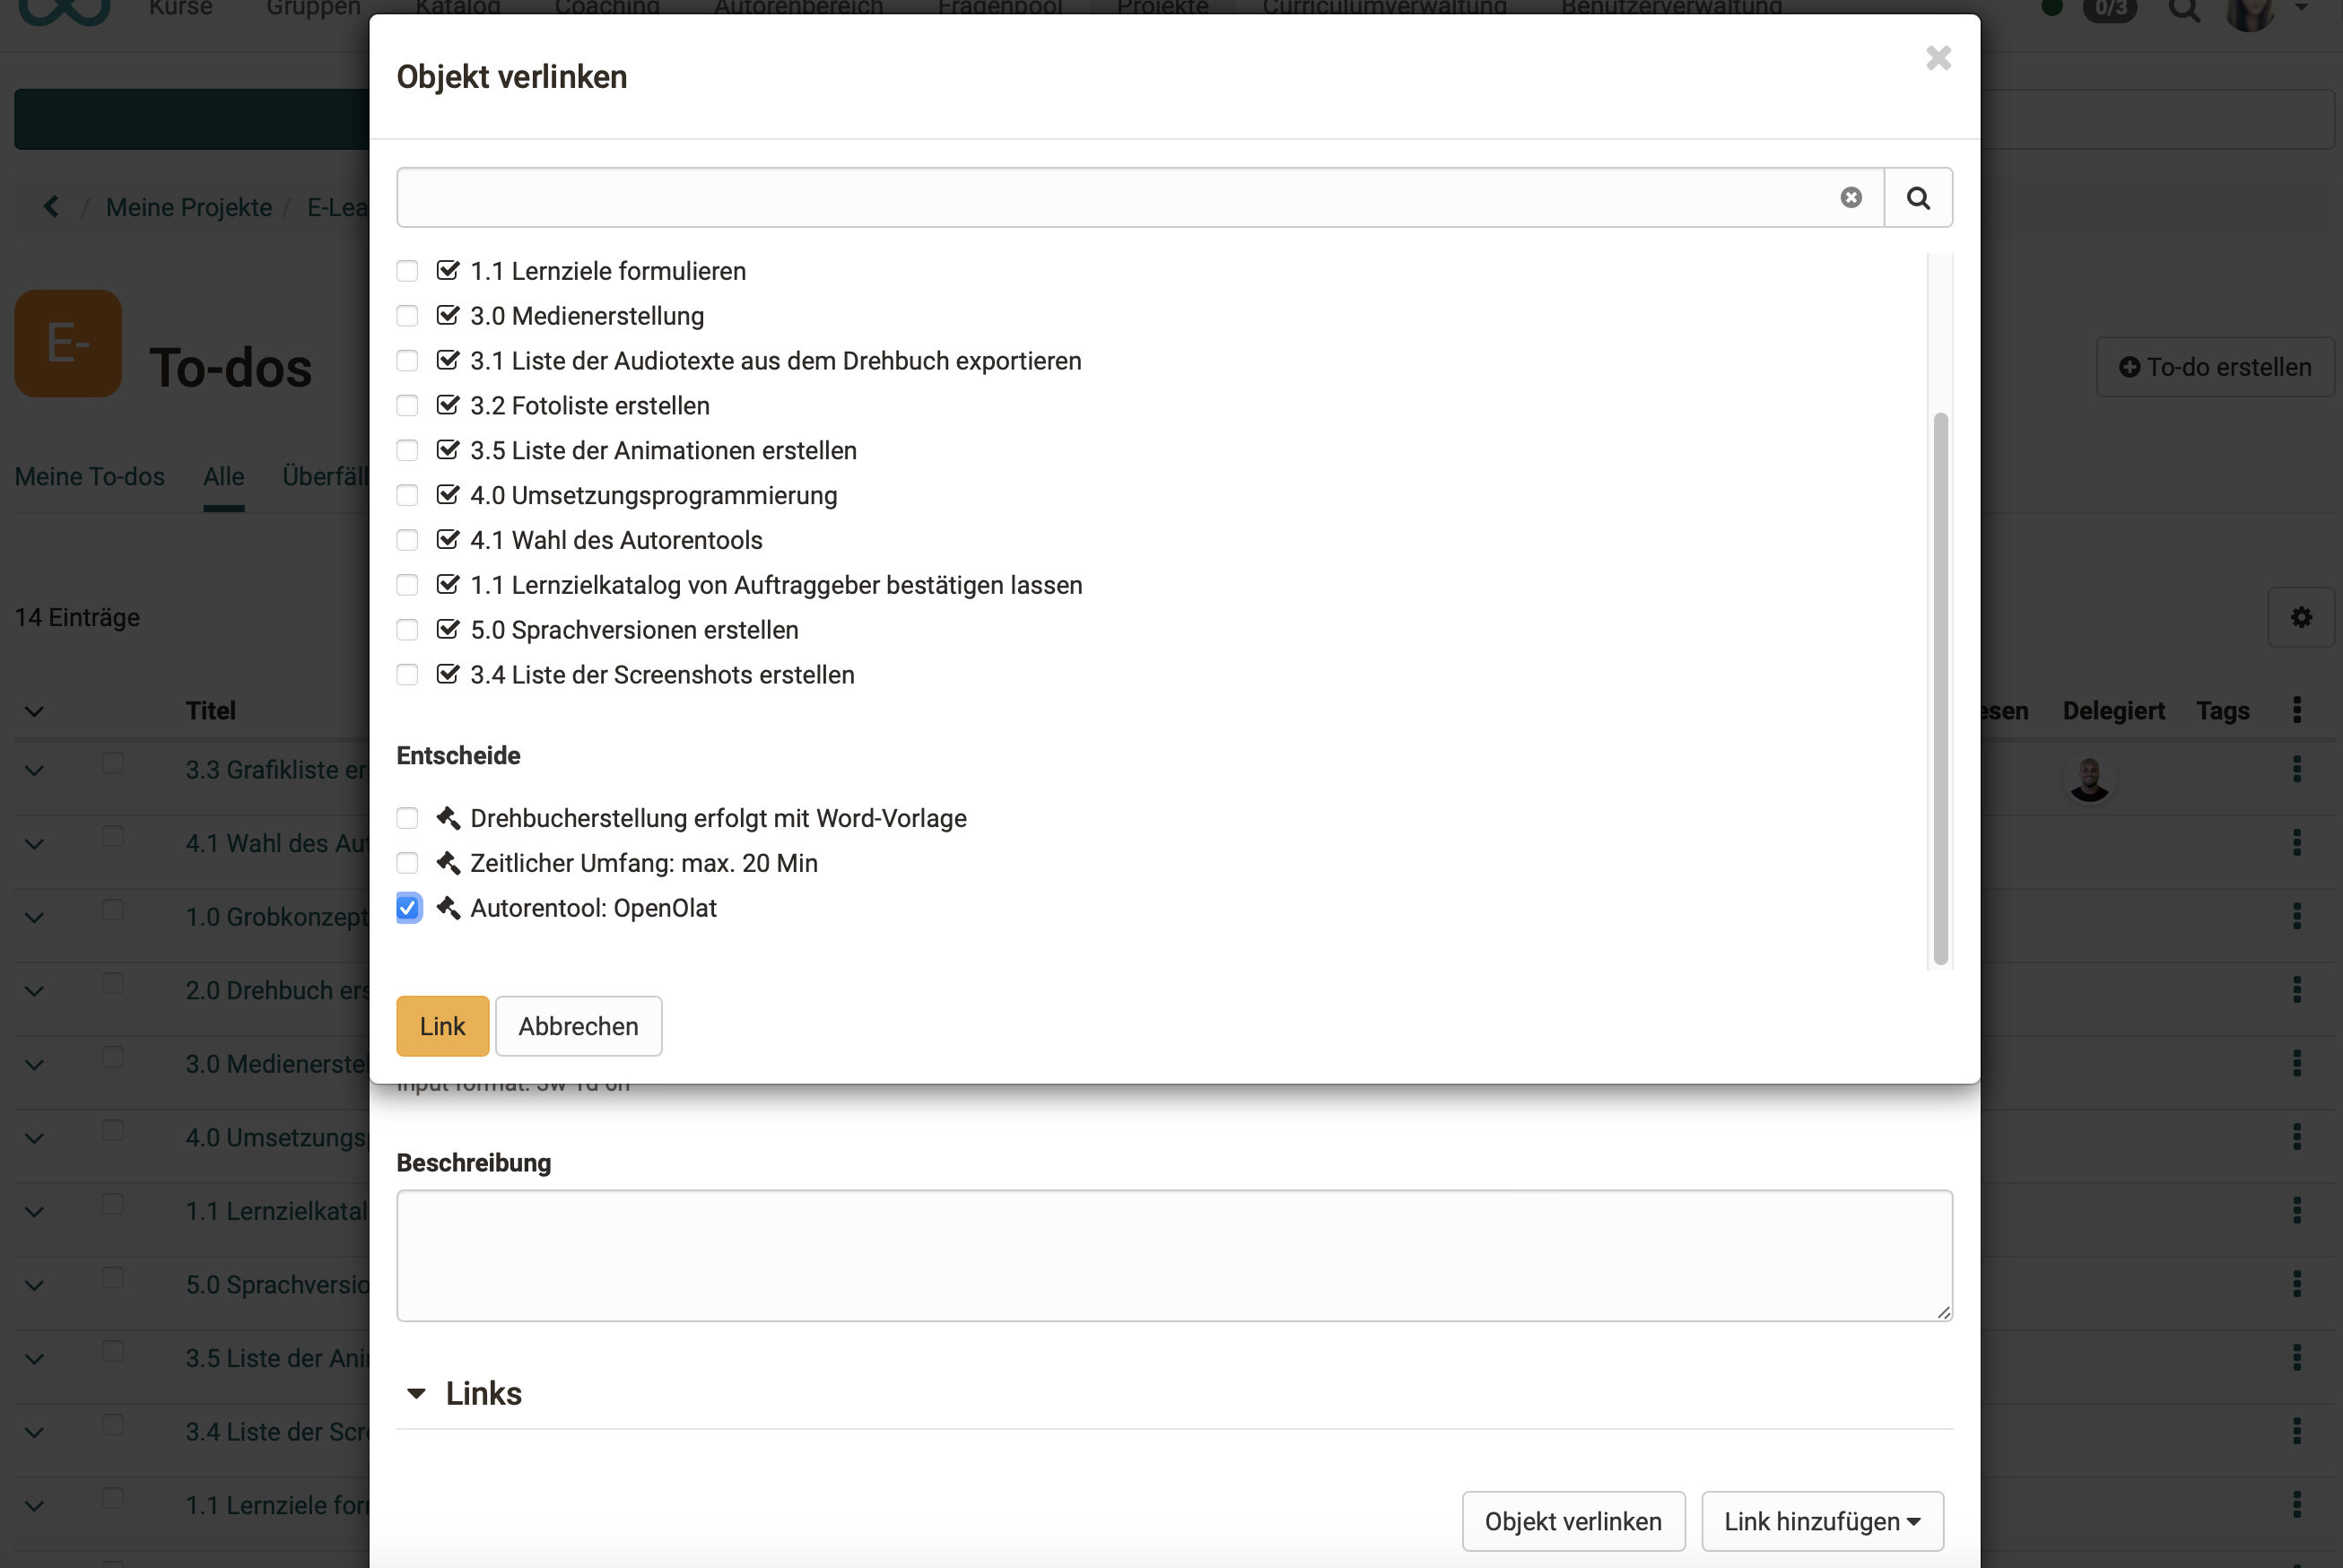 Kurse Gruppen Katalog Coaching Autorenbereich Fragenpool Projekte Curriculumverwaltung Benutzerverwaltung 0/3
Objekt verlinken
/ Meine Projekte / E-Lea
1.1 Lernziele formulieren
3.0 Medienerstellung
E-
To-dos
3.1 Liste der Audiotexte aus dem Drehbuch exportieren
To-do erstellen
3.2 Fotoliste erstellen
3.5 Liste der Animationen erstellen
Meine To-dos Alle Überfäll
4.0 Umsetzungsprogrammierung
4.1 Wahl des Autorentools
1.1 Lernzielkatalog von Auftraggeber bestätigen lassen
14 Einträge
5.0 Sprachversionen erstellen
3.4 Liste der Screenshots erstellen
Titel esen Delegiert Tags
Entscheide
3.3 Grafikliste er
Drehbucherstellung erfolgt mit Word-Vorlage
4.1 Wahl des Au
Zeitlicher Umfang: max. 20 Min
1.0 Grobkonzept
Autorentool: OpenOlat
2.0 Drehbuch ers
Link Abbrechen
3.0 Medienerstel
Input format: 3w 1d 6h
4.0 Umsetzungsp
Beschreibung
1.1 Lernzielkatal
5.0 Sprachversio
3.5 Liste der Ani
Links
3.4 Liste der Scre
1.1 Lernziele for
Objekt verlinken Link hinzufügen